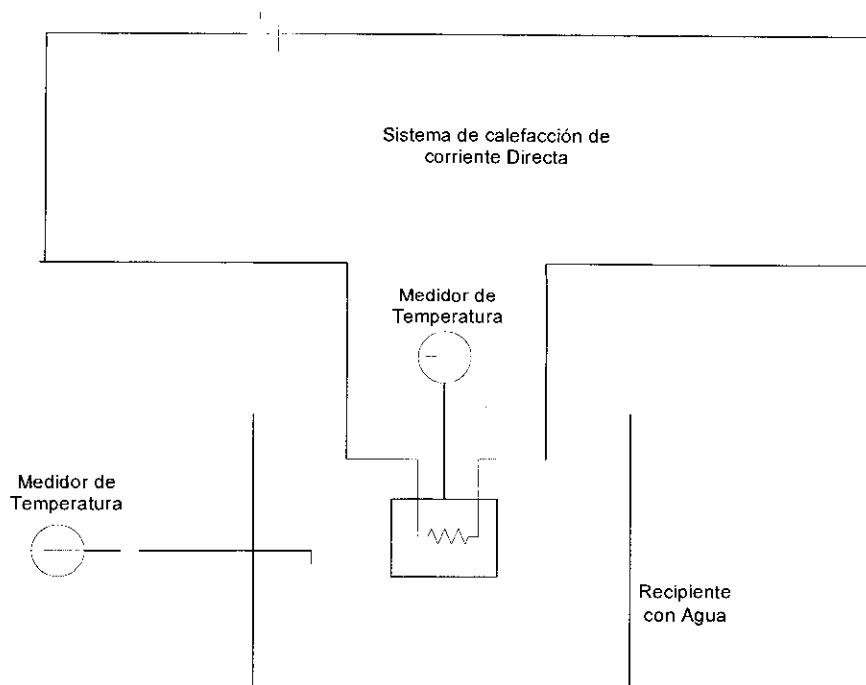 Sistema de calefacción de
corriente Directa
Medidor de
Temperatura
Medidor de
Temperatura
Recipiente
con Agua